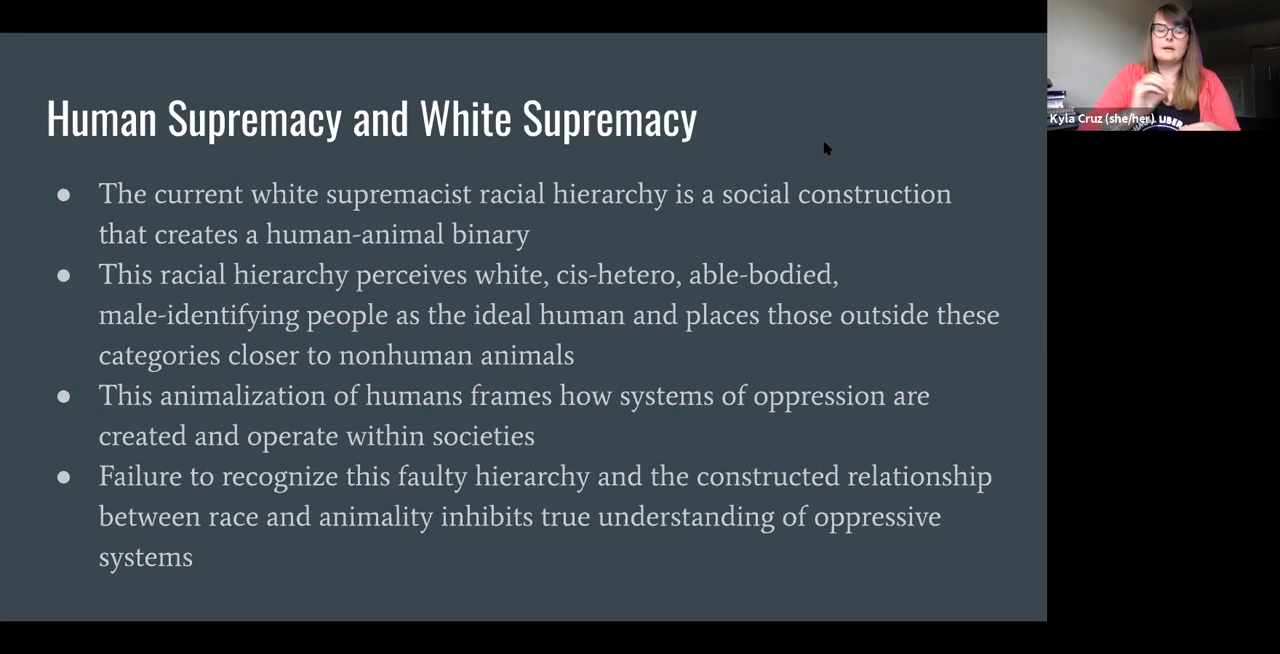 Human Supremacy and White Supremacy
● The current white supremacist racial hierarchy is a social construction
that creates a human-animal binary
● This racial hierarchy perceives white, cis-hetero, able-bodied,
male-identifying people as the ideal human and places those outside these
categories closer to nonhuman animals
● This animalization of humans frames how systems of oppression are
created and operate within societies
● Failure to recognize this faulty hierarchy and the constructed relationship
between race and animality inhibits true understanding of oppressive
systems
Kyla Cruz (she/her)